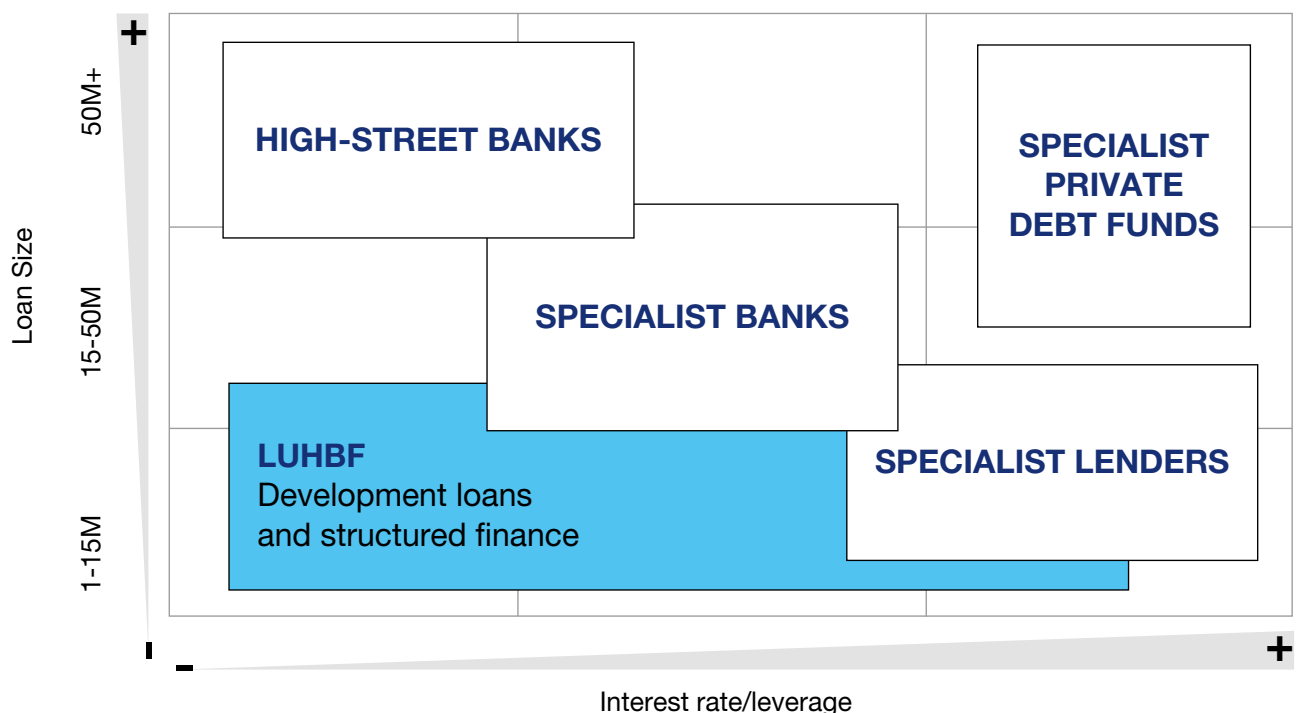 +
50M+
15-50M
1-15M
Loan Size
-
HIGH-STREET BANKS
SPECIALIST
PRIVATE
DEBT FUNDS
SPECIALIST BANKS
LUHBF
Development loans
and structured finance
SPECIALIST LENDERS
-
+
Interest rate/leverage